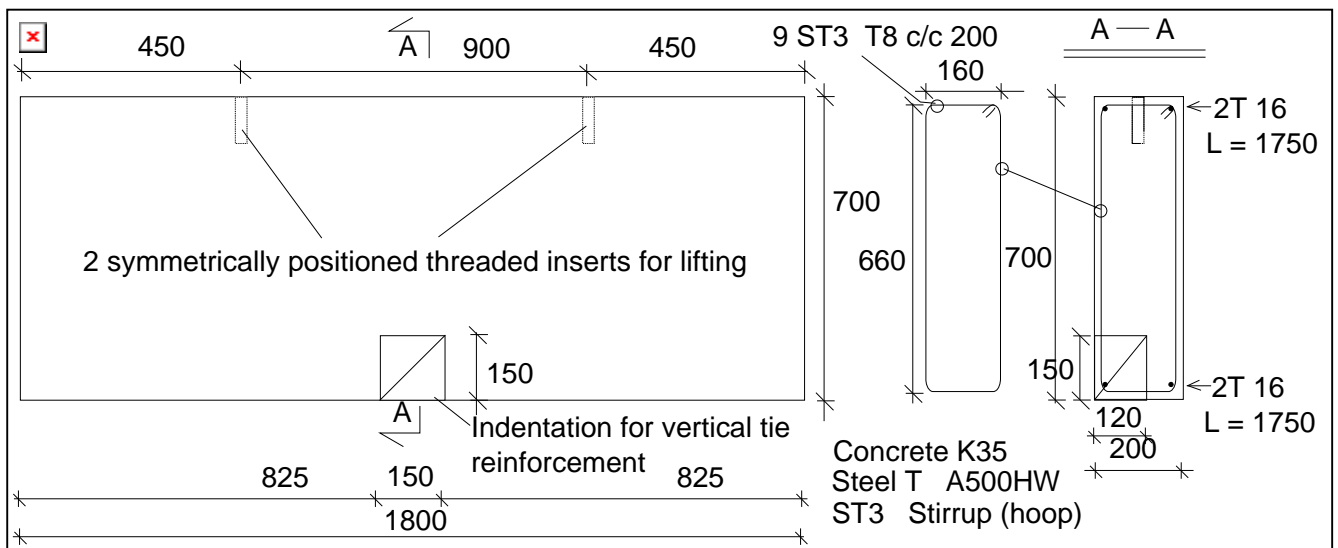 450
A
900
450
9 ST3 T8 c/c 200
160
A — A
2T 16
L = 1750
700
660
700
2 symmetrically positioned threaded inserts for lifting
150
150
2T 16
L = 1750
A
Indentation for vertical tie
reinforcement
120
200
Concrete K35
Steel T A500HW
ST3 Stirrup (hoop)
825
150
825
1800